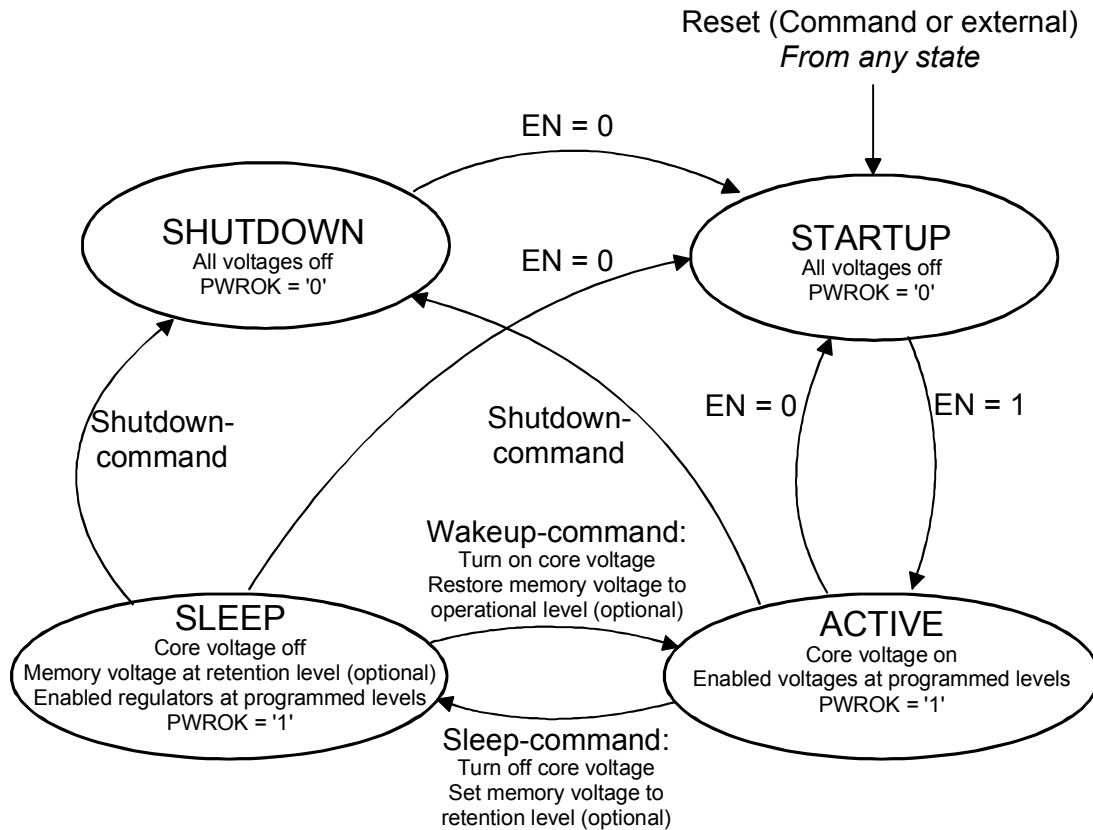 Reset (Command or external)
From any state
EN = 0
SHUTDOWN
All voltages off
PWROK = '0'
STARTUP
All voltages off
PWROK = '0'
EN = 0
EN = 0
EN = 1
Shutdown-
command
Shutdown-
command
Wakeup-command:
Turn on core voltage
Restore memory voltage to
operational level (optional)
SLEEP
Core voltage off
Memory voltage at retention level (optional)
Enabled regulators at programmed levels
PWROK = '1'
ACTIVE
Core voltage on
Enabled voltages at programmed levels
PWROK = '1'
Sleep-command:
Turn off core voltage
Set memory voltage to
retention level (optional)